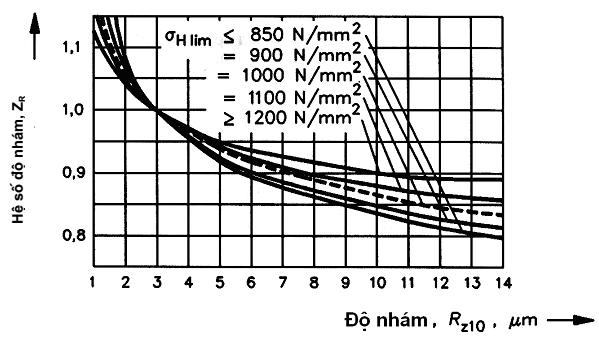 σH lim ≤ 850 N/mm²
= 900 N/mm²
= 1000 N/mm²
= 1100 N/mm²
≥ 1200 N/mm²
Hệ số độ nhám, ZR
1,1
1,0
0,9
0,8
1 2 3 4 5 6 7 8 9 10 11 12 13 14
Độ nhám, Rz10, μm